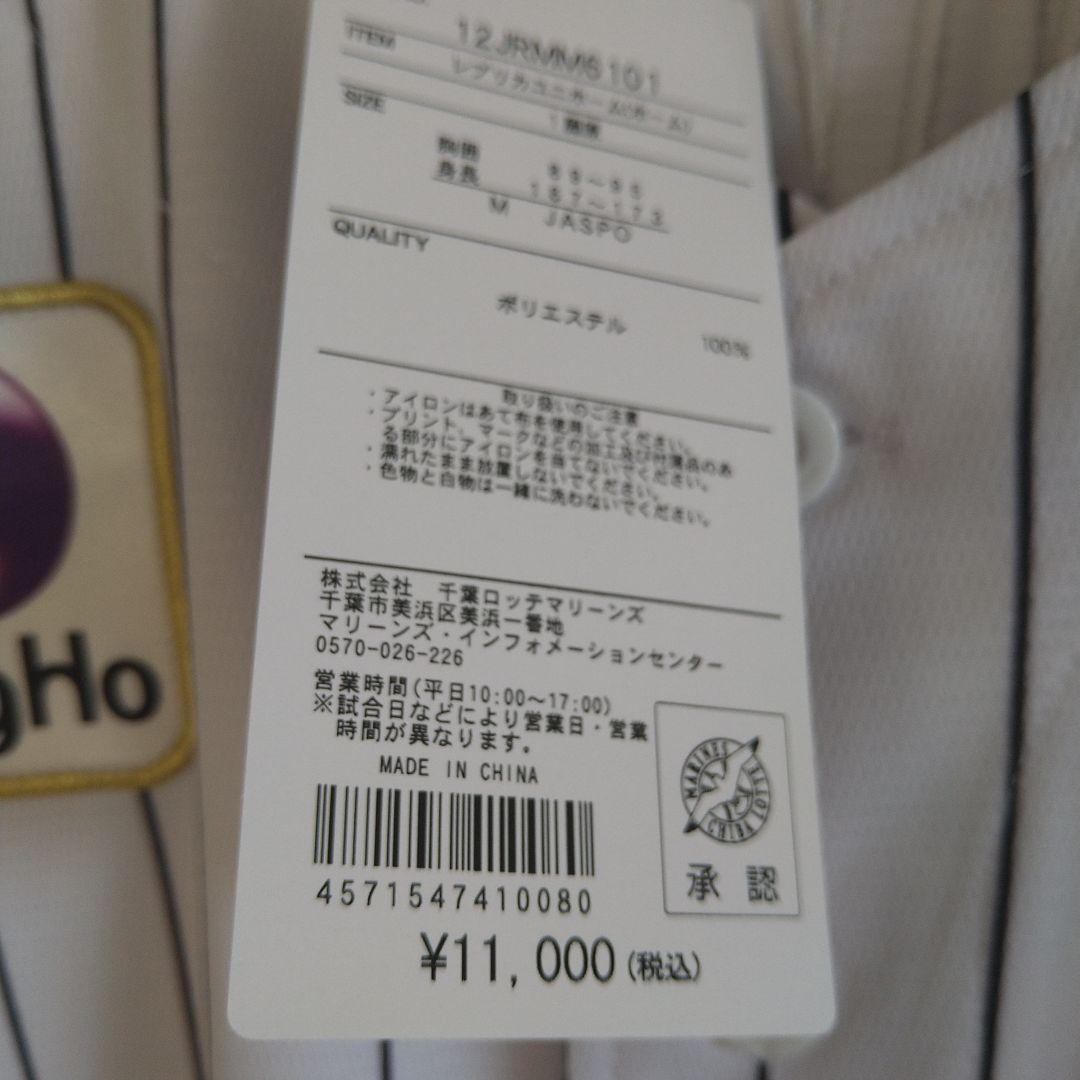 12JRMM6101
ITEM
レプリカユニホーム(ホーム)
SIZE
胸囲 89~96
身長 167~173
M JASPO
QUALITY
ポリエステル 100%
取り扱いのご注意
・アイロンはあて布を使用してください。
・プリント、マークなどの加工及び付属品のあ
る部分にアイロンを当てないでください。
・濡れたまま放置しないでください。
・色物と白物は一緒に洗わないでください。
株式会社 千葉ロッテマリーンズ
千葉市美浜区美浜一番地
マリーンズ・インフォメーションセンター
0570-026-226
営業時間(平日10:00~17:00)
※試合日などにより営業日・営業
時間が異なります。
MADE IN CHINA
4571547410080
¥11,000(税込)
MARINES
CHIBA LOTTE
承認
gHo